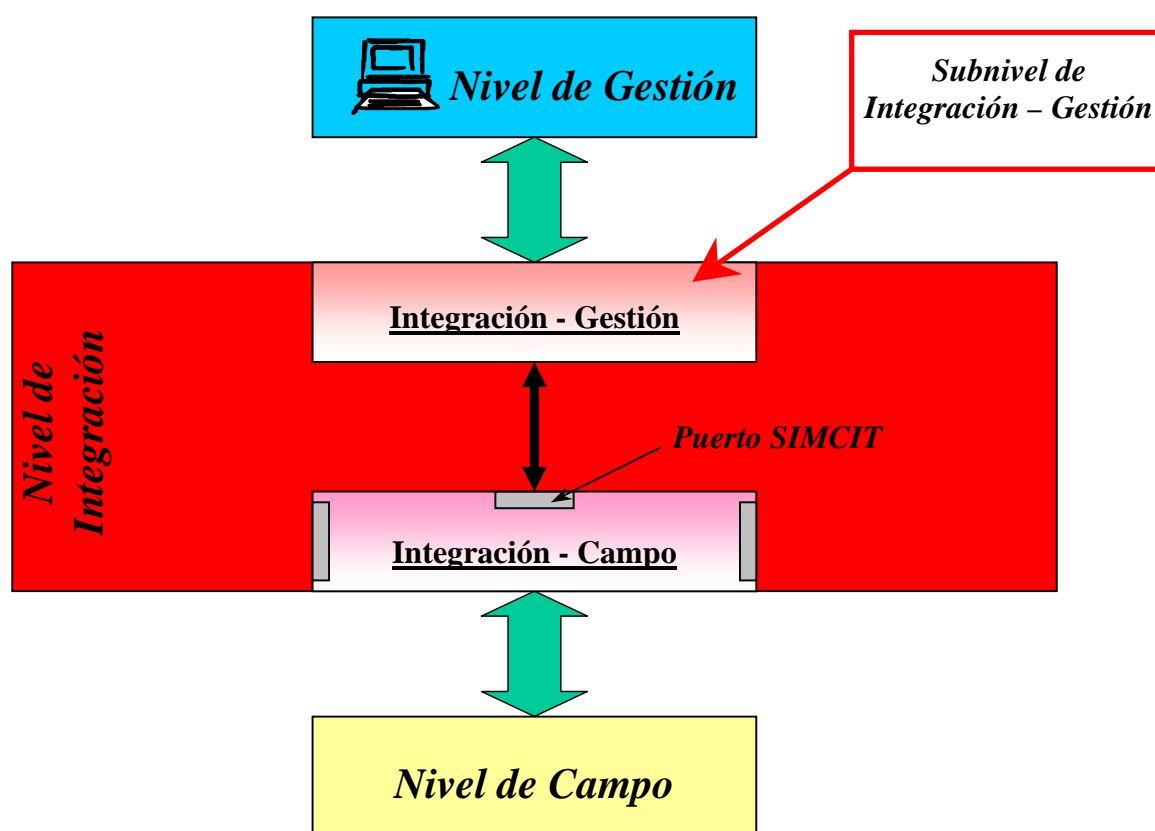 Nivel de Gestión
Subnivel de
Integración – Gestión
Integración - Gestión
Nivel de
Integración
Puerto SIMCIT
Integración - Campo
Nivel de Campo